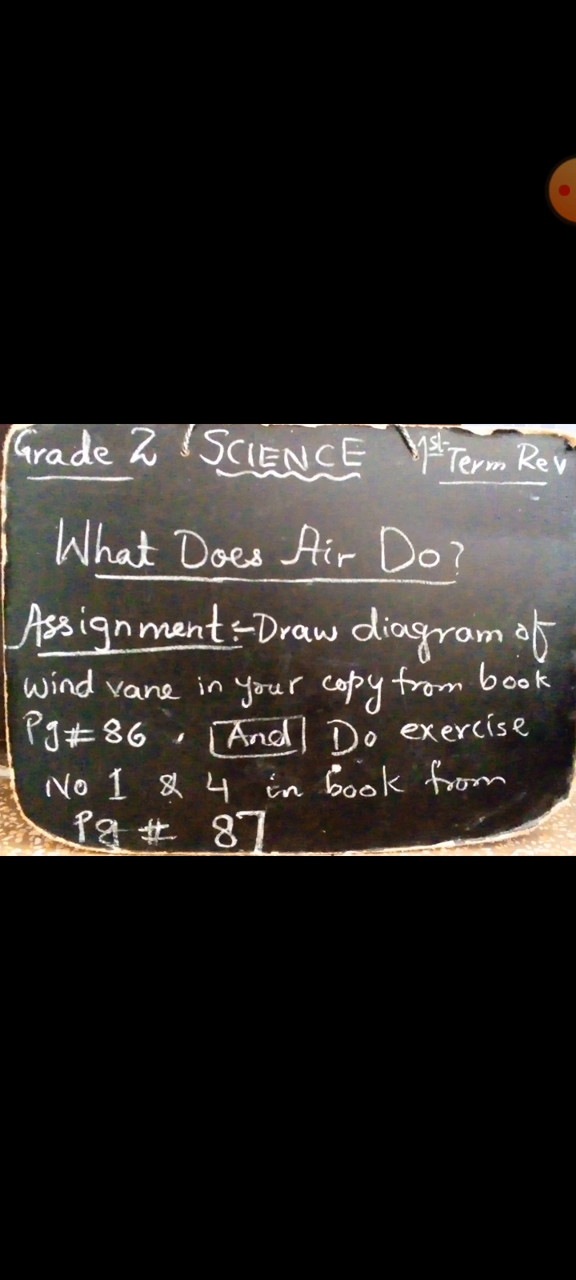 Grade 2 SCIENCE 1st Term Rev
What Does Air Do?
Assignment:- Draw diagram of
wind vane in your copy from book
Pg # 86 . And Do exercise
No 1 & 4 in book from
Pg # 87